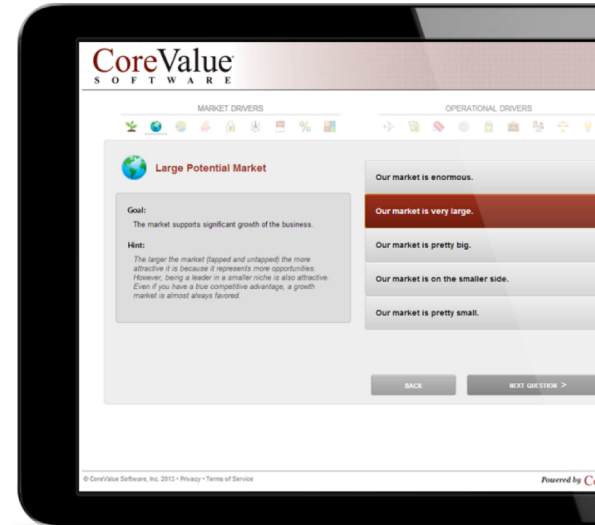 CoreValue
SOFTWARE
MARKET DRIVERS
OPERATIONAL DRIVERS
Large Potential Market
Goal:
The market supports significant growth of the business.
Hint:
The larger the market (tapped and untapped) the more
attractive it is because it represents more opportunities.
However, being a leader in a smaller niche is also attractive.
Even if you have a true competitive advantage, a growth
market is almost always favored.
Our market is enormous.
Our market is very large.
Our market is pretty big.
Our market is on the smaller side.
Our market is pretty small.
BACK
NEXT QUESTION >
© CoreValue Software, Inc. 2013 • Privacy • Terms of Service
Powered by